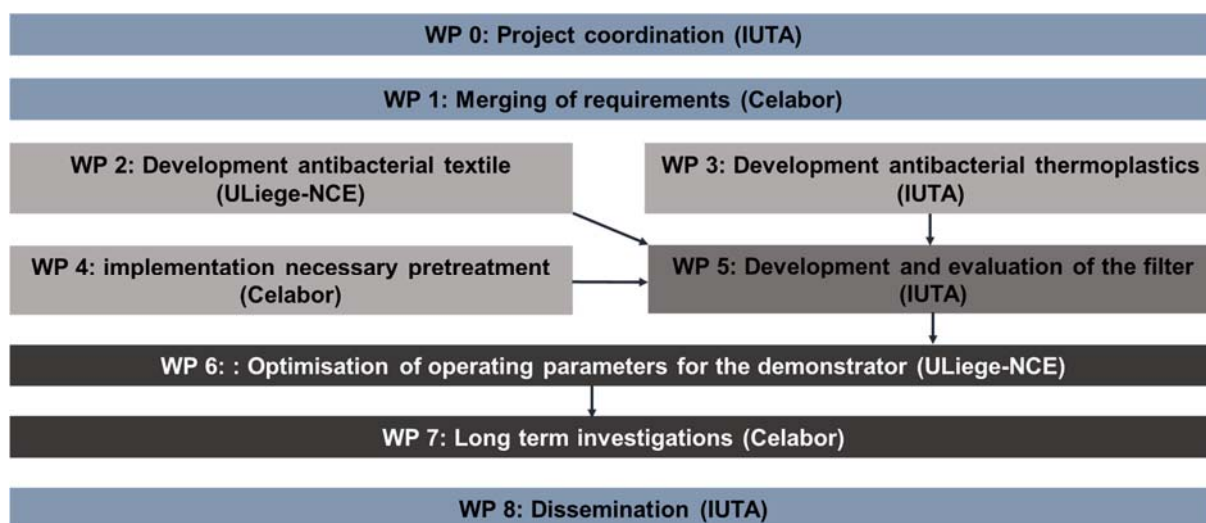 WP 0: Project coordination (IUTA)
WP 1: Merging of requirements (Celabor)
WP 2: Development antibacterial textile
(ULiege-NCE)
WP 3: Development antibacterial thermoplastics
(IUTA)
WP 4: implementation necessary pretreatment
(Celabor)
WP 5: Development and evaluation of the filter
(IUTA)
WP 6: : Optimisation of operating parameters for the demonstrator (ULiege-NCE)
WP 7: Long term investigations (Celabor)
WP 8: Dissemination (IUTA)